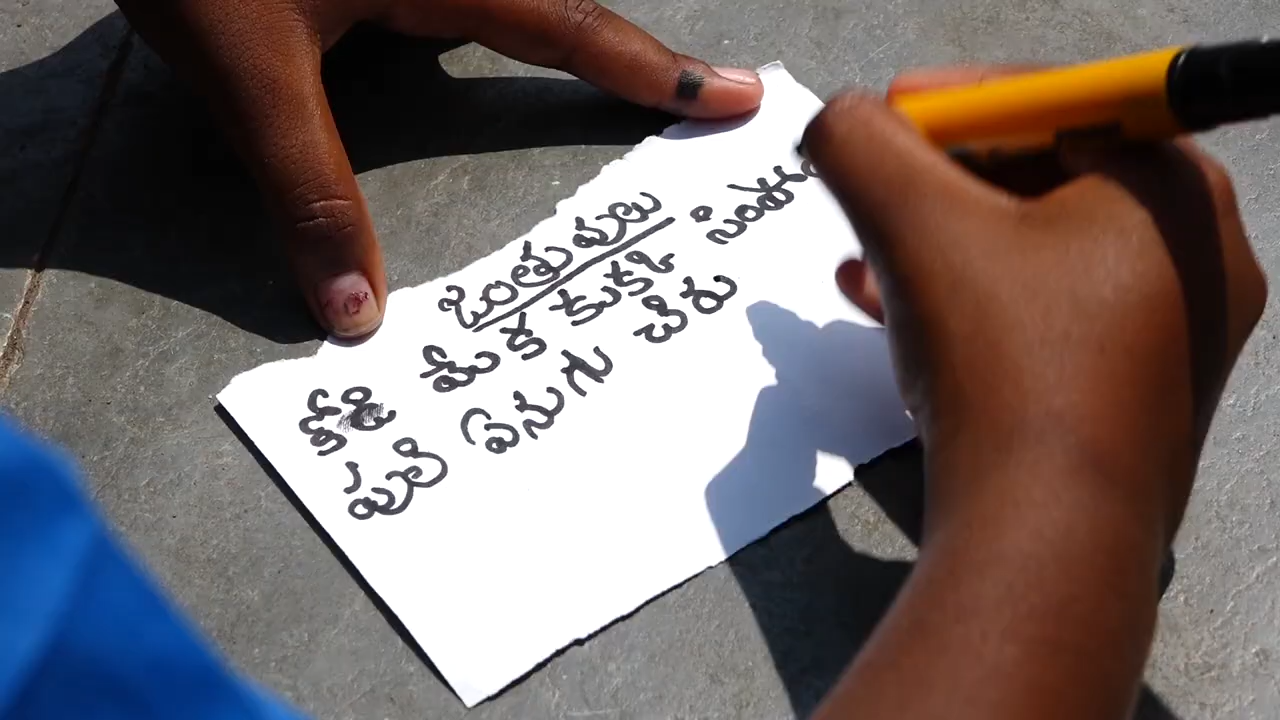 జంతువులు
కోడి మేక కుక్క సింహం
పులి ఏనుగు చిరు